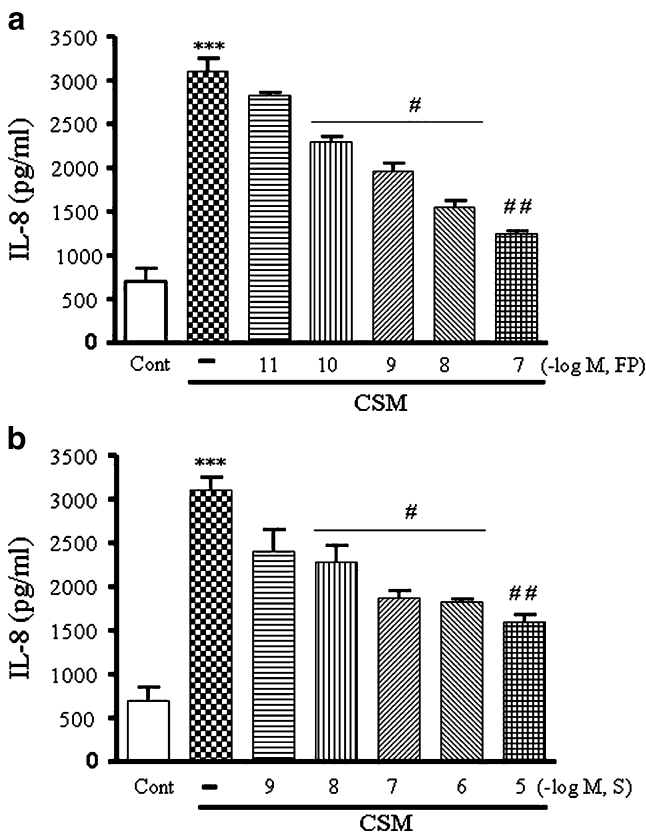 a
3500
3000
2500
2000
1500
1000
500
0
IL-8 (pg/ml)
***
#
##
Cont - 11 10 9 8 7 (-log M, FP)
CSM
b
3500
3000
2500
2000
1500
1000
500
0
IL-8 (pg/ml)
***
#
##
Cont - 9 8 7 6 5 (-log M, S)
CSM